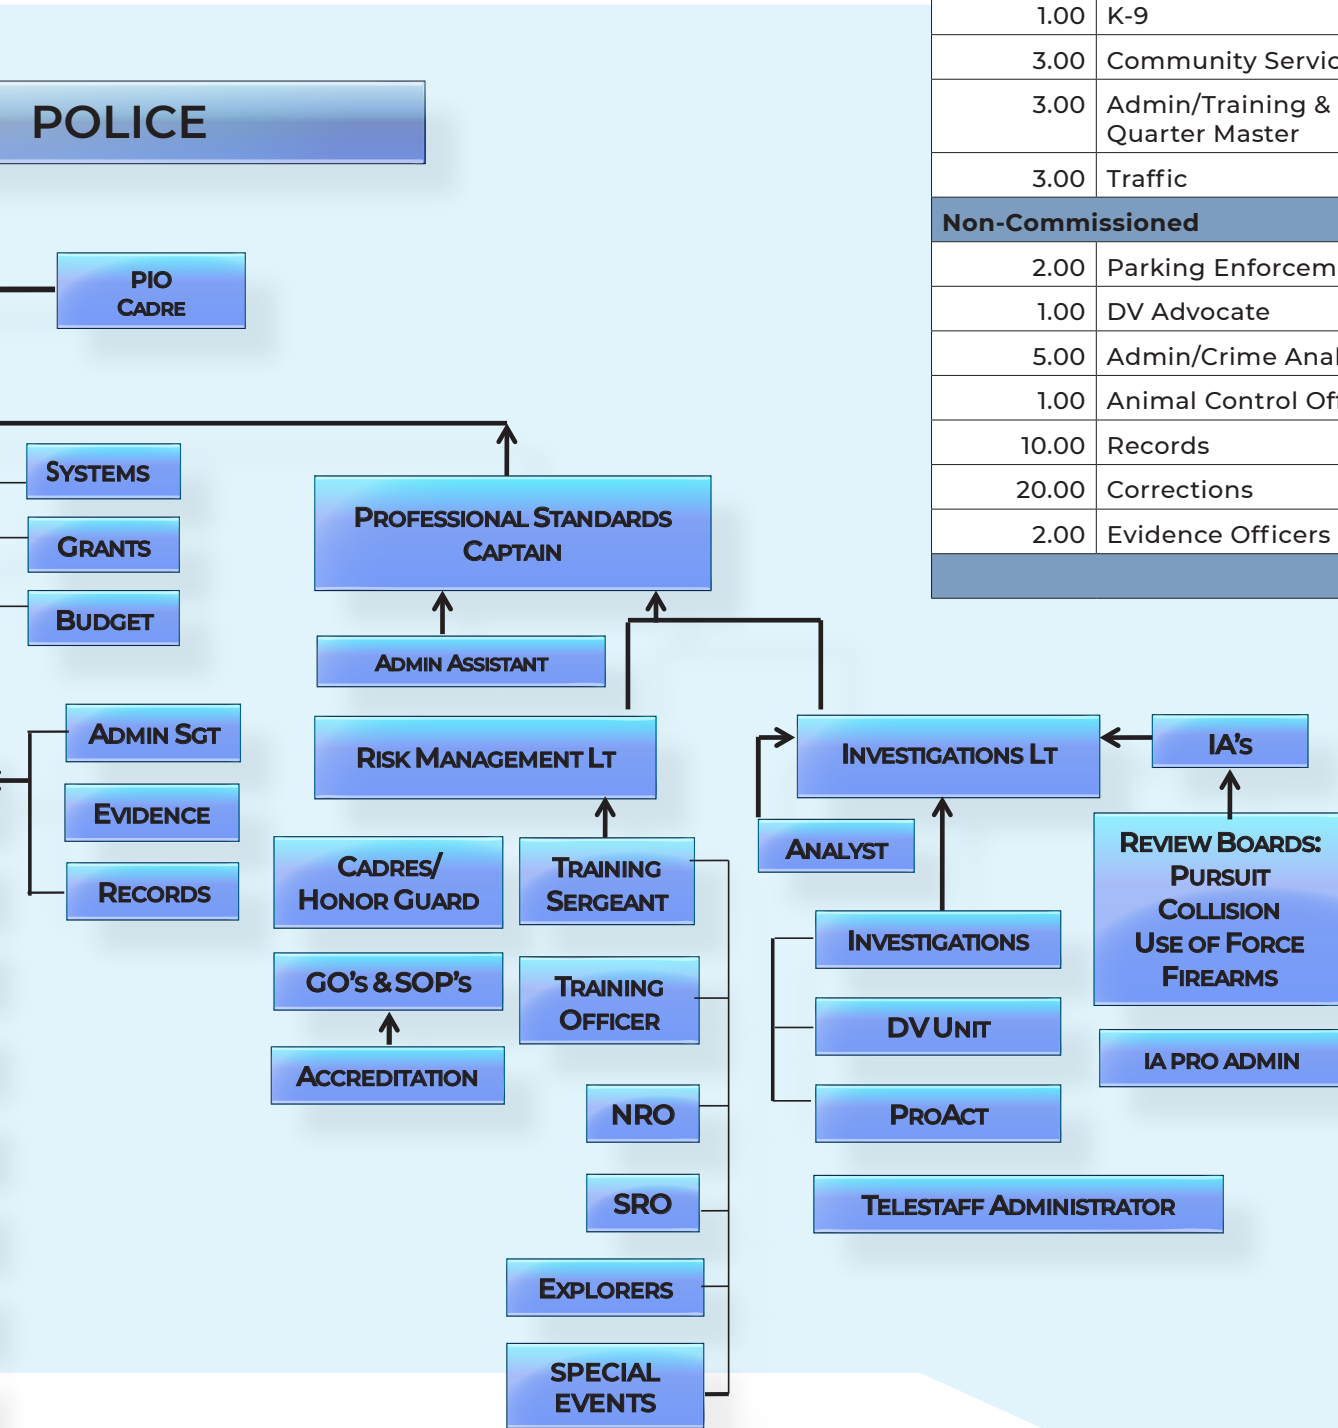 POLICE
PIO
CADRE
SYSTEMS
GRANTS
BUDGET
PROFESSIONAL STANDARDS
CAPTAIN
ADMIN ASSISTANT
ADMIN SGT
EVIDENCE
RECORDS
RISK MANAGEMENT LT
INVESTIGATIONS LT
IA'S
ANALYST
CADRES/
HONOR GUARD
GO'S & SOP'S
ACCREDITATION
TRAINING
SERGEANT
TRAINING
OFFICER
NRO
SRO
EXPLORERS
SPECIAL
EVENTS
INVESTIGATIONS
DV UNIT
PROACT
TELESTAFF ADMINISTRATOR
REVIEW BOARDS:
PURSUIT
COLLISION
USE OF FORCE
FIREARMS
IA PRO ADMIN
1.00 K-9
3.00 Community Servic
3.00 Admin/Training &
Quarter Master
3.00 Traffic
Non-Commissioned
2.00 Parking Enforcem
1.00 DV Advocate
5.00 Admin/Crime Anal
1.00 Animal Control Off
10.00 Records
20.00 Corrections
2.00 Evidence Officers